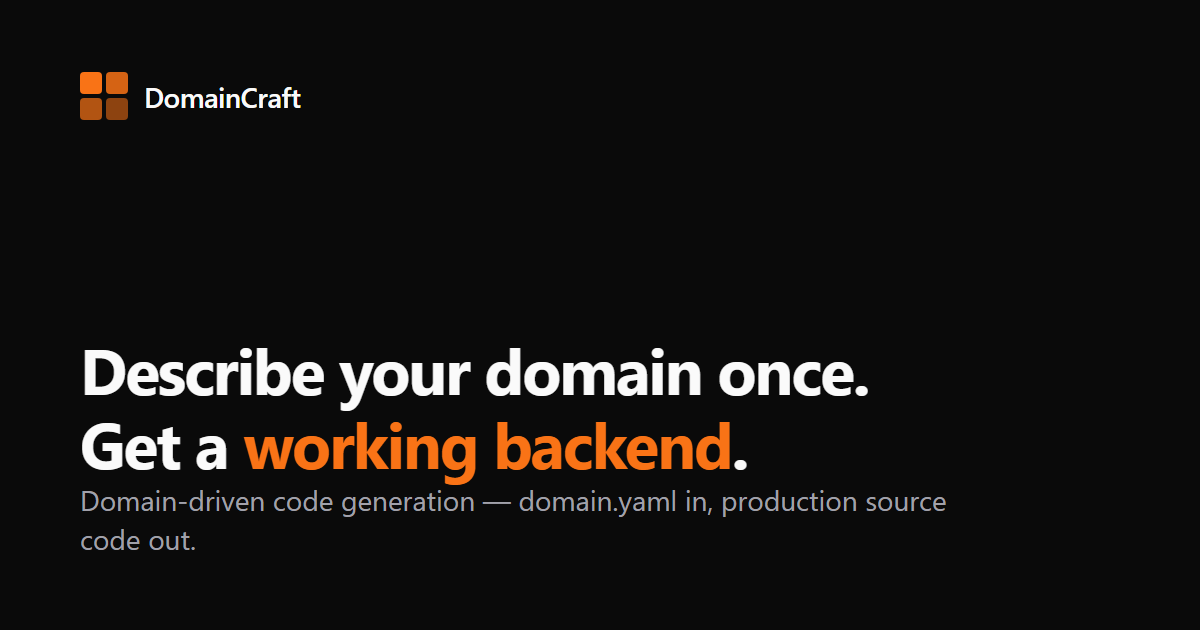 DomainCraft
Describe your domain once.
Get a working backend.
Domain-driven code generation — domain.yaml in, production source
code out.